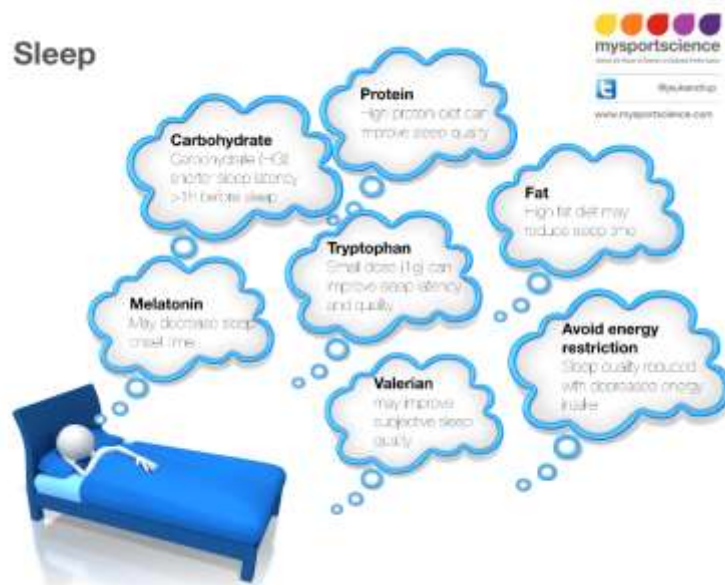 Sleep
mysportscience
@jeukendrup
www.mysportscience.com
Protein
High protein diet can
improve sleep quality
Carbohydrate
Carbohydrate (HGI)
shorter sleep latency
>1h before sleep
Fat
High fat diet may
reduce sleep time
Tryptophan
Small dose (1g) can
improve sleep latency
and quality
Melatonin
May decrease sleep
onset time
Avoid energy
restriction
Sleep quality reduced
with decreased energy
intake
Valerian
may improve
subjective sleep
quality